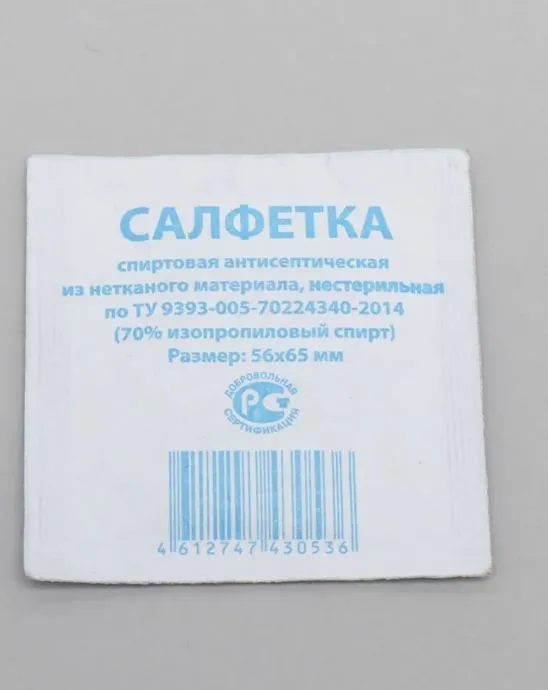 САЛФЕТКА
спиртовая антисептическая
из нетканого материала, нестерильная
по ТУ 9393-005-70224340-2014
(70% изопропиловый спирт)
Размер: 56х65 мм
ДОБРОВОЛЬНАЯ
РСТ
СЕРТИФИКАЦИЯ
4 612747 430536